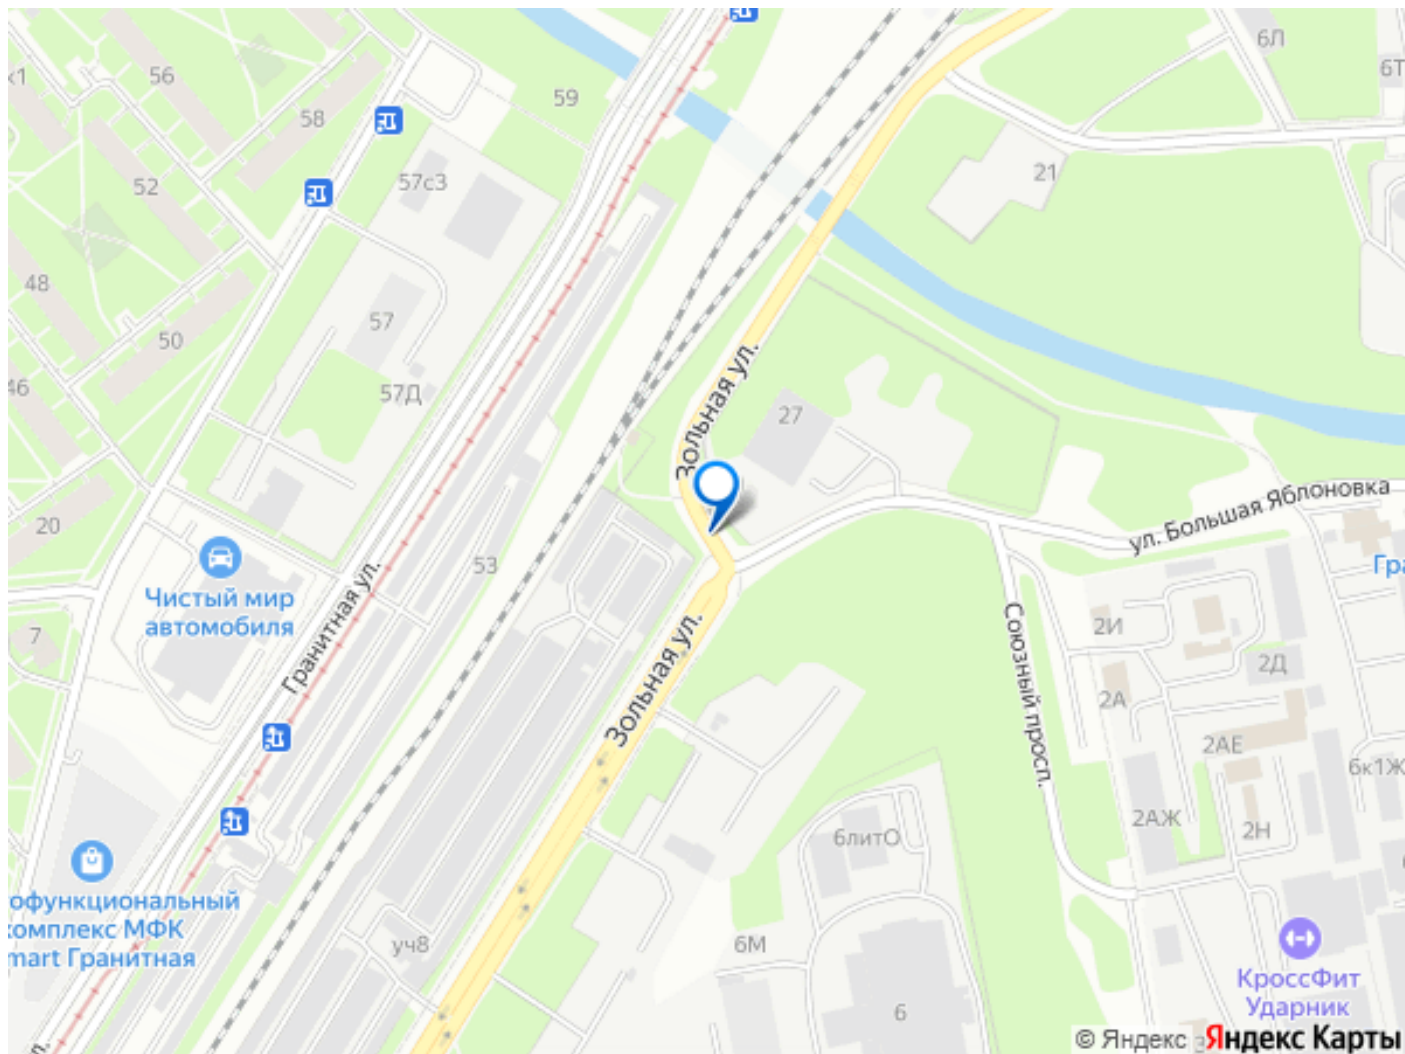 6Л
6Т
56
59
58
21
57с3
52
48
57
50
46
57Д
Зольная ул.
27
20
ул. Большая Яблоновка
Гра
53
Гранитная ул.
Чистый мир
автомобиля
7
Зольная ул.
Союзный просп.
2И
2Д
2А
2АЕ
6к1Ж
2АЖ
2Н
6литО
офункциональный
комплекс МФК
mart Гранитная
уч8
6М
6
КроссФит
Ударник
© Яндекс Яндекс Карты